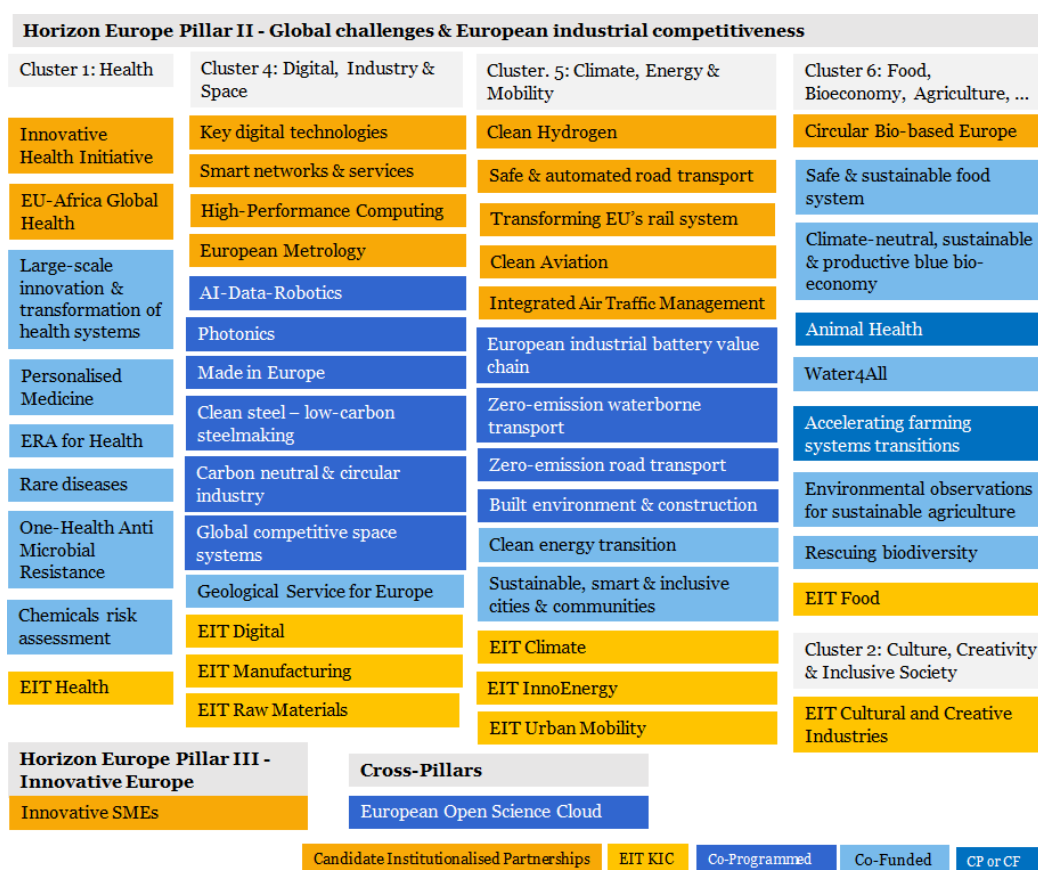 Horizon Europe Pillar II - Global challenges & European industrial competitiveness
Cluster 1: Health
Innovative
Health Initiative
EU-Africa Global
Health
Large-scale
innovation &
transformation of
health systems
Personalised
Medicine
ERA for Health
Rare diseases
One-Health Anti
Microbial
Resistance
Chemicals risk
assessment
EIT Health
Cluster 4: Digital, Industry &
Space
Key digital technologies
Smart networks & services
High-Performance Computing
European Metrology
AI-Data-Robotics
Photonics
Made in Europe
Clean steel – low-carbon
steelmaking
Carbon neutral & circular
industry
Global competitive space
systems
Geological Service for Europe
EIT Digital
EIT Manufacturing
EIT Raw Materials
Cluster. 5: Climate, Energy &
Mobility
Clean Hydrogen
Safe & automated road transport
Transforming EU's rail system
Clean Aviation
Integrated Air Traffic Management
European industrial battery value
chain
Zero-emission waterborne
transport
Zero-emission road transport
Built environment & construction
Clean energy transition
Sustainable, smart & inclusive
cities & communities
EIT Climate
EIT InnoEnergy
EIT Urban Mobility
Cluster 6: Food,
Bioeconomy, Agriculture, ...
Circular Bio-based Europe
Safe & sustainable food
system
Climate-neutral, sustainable
& productive blue bio-
economy
Animal Health
Water4All
Accelerating farming
systems transitions
Environmental observations
for sustainable agriculture
Rescuing biodiversity
EIT Food
Cluster 2: Culture, Creativity
& Inclusive Society
EIT Cultural and Creative
Industries
Horizon Europe Pillar III -
Innovative Europe
Innovative SMEs
Cross-Pillars
European Open Science Cloud
Candidate Institutionalised Partnerships
EIT KIC
Co-Programmed
Co-Funded
CP or CF